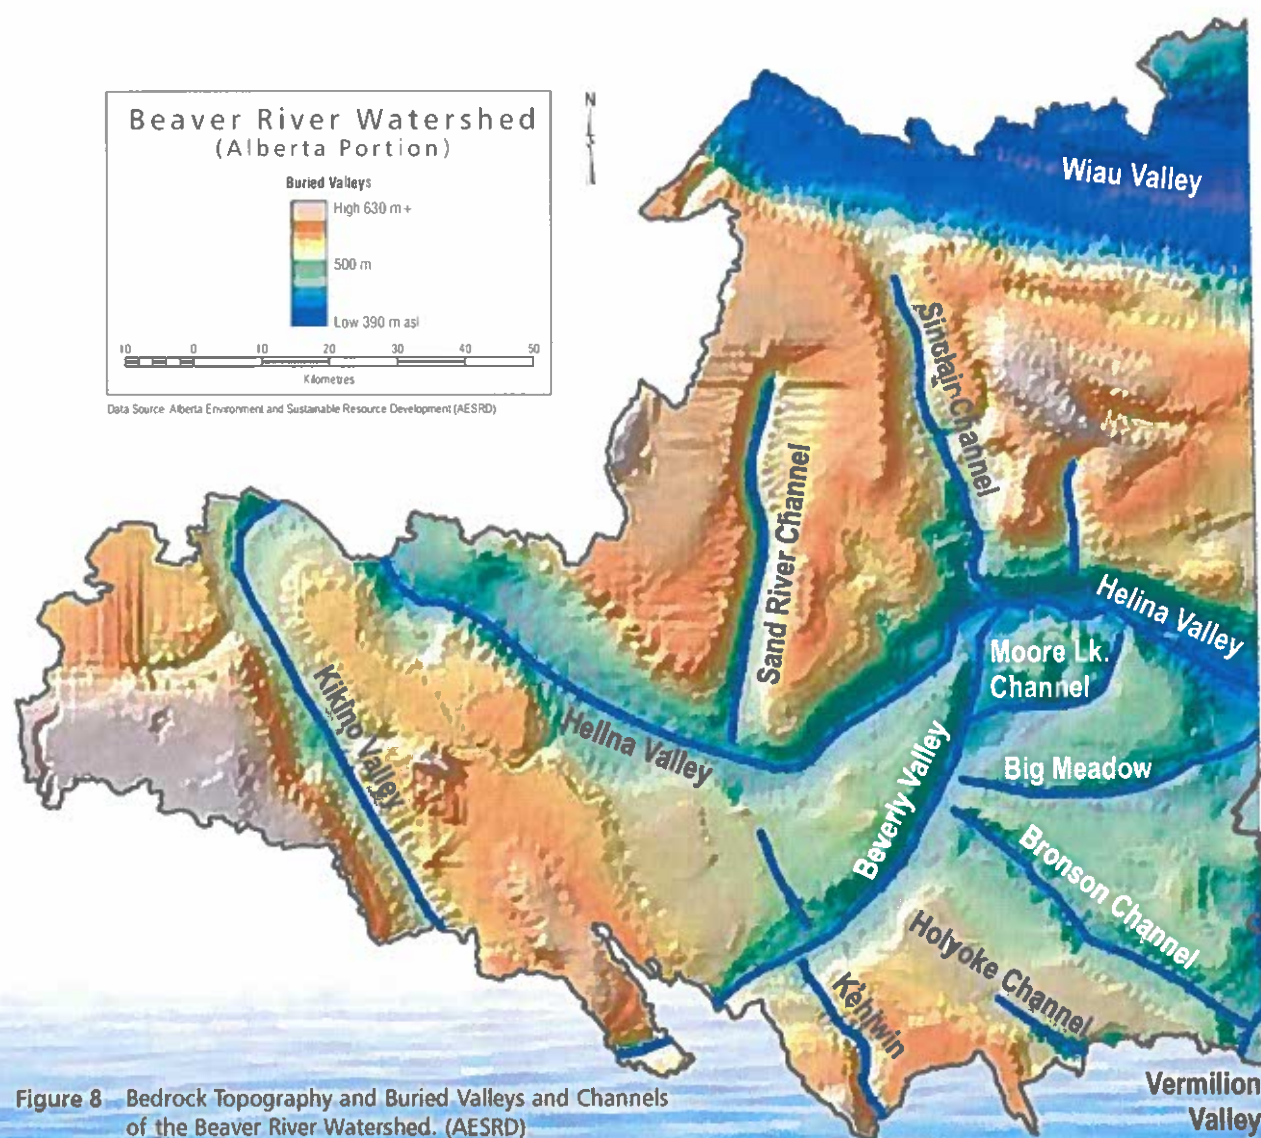 Beaver River Watershed
(Alberta Portion)
Buried Valleys
High 630 m+
500 m
Low 390 m asl
10 0 10 20 30 40 50
Kilometres
Data Source Alberta Environment and Sustainable Resource Development (AESRD)
N
Wiau Valley
Sinclair Channel
Sand River Channel
Helina Valley
Moore Lk.
Channel
Kikino Valley
Helina Valley
Big Meadow
Beverly Valley
Bronson Channel
Holyoke Channel
Kehiwin
Vermilion
Valley
Figure 8 Bedrock Topography and Buried Valleys and Channels
of the Beaver River Watershed. (AESRD)